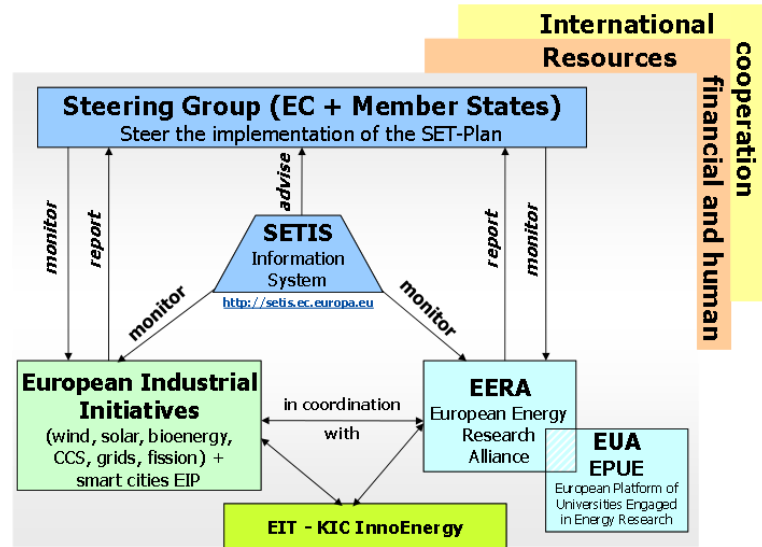 International
cooperation
Resources
financial and human
Steering Group (EC + Member States)
Steer the implementation of the SET-Plan
monitor
report
advise
report
monitor
SETIS
Information
System
http://setis.ec.europa.eu
monitor
monitor
European Industrial
Initiatives
(wind, solar, bioenergy,
CCS, grids, fission) +
smart cities EIP
in coordination
with
EERA
European Energy
Research
Alliance
EUA
EPUE
European Platform of
Universities Engaged
in Energy Research
EIT - KIC InnoEnergy